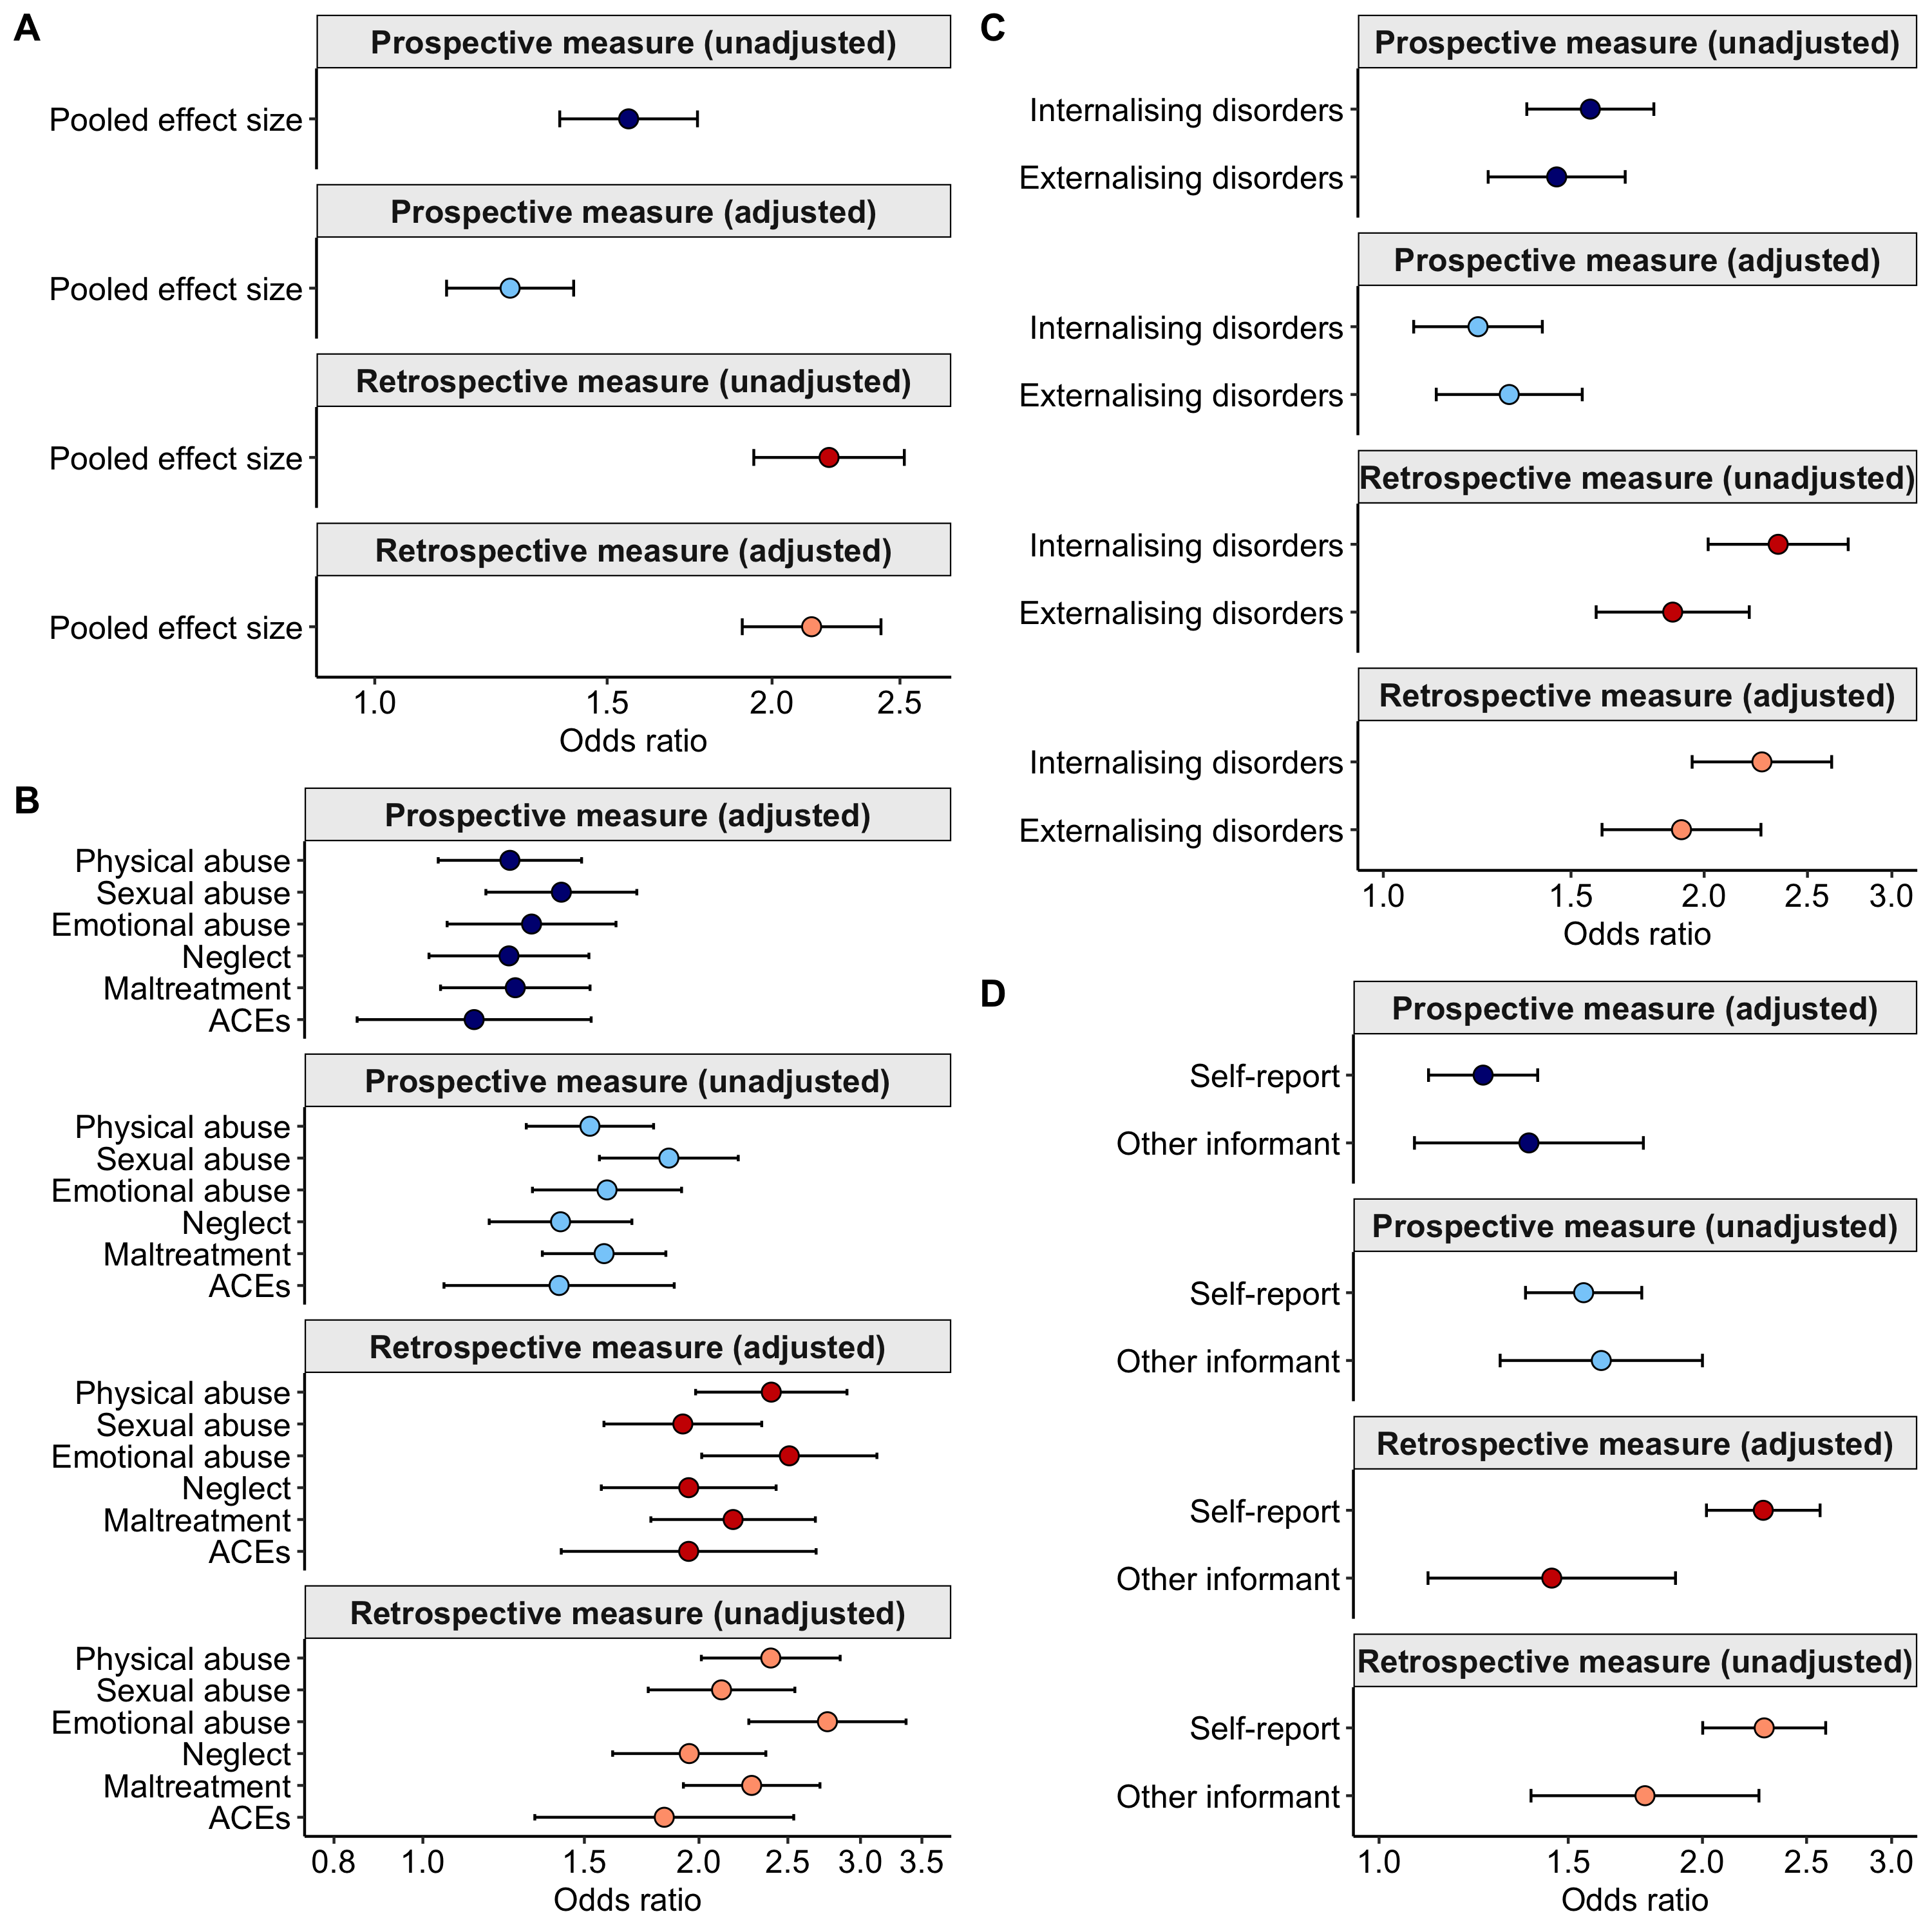 A
Prospective measure (unadjusted)
Pooled effect size
Prospective measure (adjusted)
Pooled effect size
Retrospective measure (unadjusted)
Pooled effect size
Retrospective measure (adjusted)
Pooled effect size
1.0 1.5 2.0 2.5
Odds ratio
B
Prospective measure (adjusted)
Physical abuse
Sexual abuse
Emotional abuse
Neglect
Maltreatment
ACEs
Prospective measure (unadjusted)
Physical abuse
Sexual abuse
Emotional abuse
Neglect
Maltreatment
ACEs
Retrospective measure (adjusted)
Physical abuse
Sexual abuse
Emotional abuse
Neglect
Maltreatment
ACEs
Retrospective measure (unadjusted)
Physical abuse
Sexual abuse
Emotional abuse
Neglect
Maltreatment
ACEs
0.8 1.0 1.5 2.0 2.5 3.0 3.5
Odds ratio
C
Prospective measure (unadjusted)
Internalising disorders
Externalising disorders
Prospective measure (adjusted)
Internalising disorders
Externalising disorders
Retrospective measure (unadjusted)
Internalising disorders
Externalising disorders
Retrospective measure (adjusted)
Internalising disorders
Externalising disorders
1.0 1.5 2.0 2.5 3.0
Odds ratio
D
Prospective measure (adjusted)
Self-report
Other informant
Prospective measure (unadjusted)
Self-report
Other informant
Retrospective measure (adjusted)
Self-report
Other informant
Retrospective measure (unadjusted)
Self-report
Other informant
1.0 1.5 2.0 2.5 3.0
Odds ratio